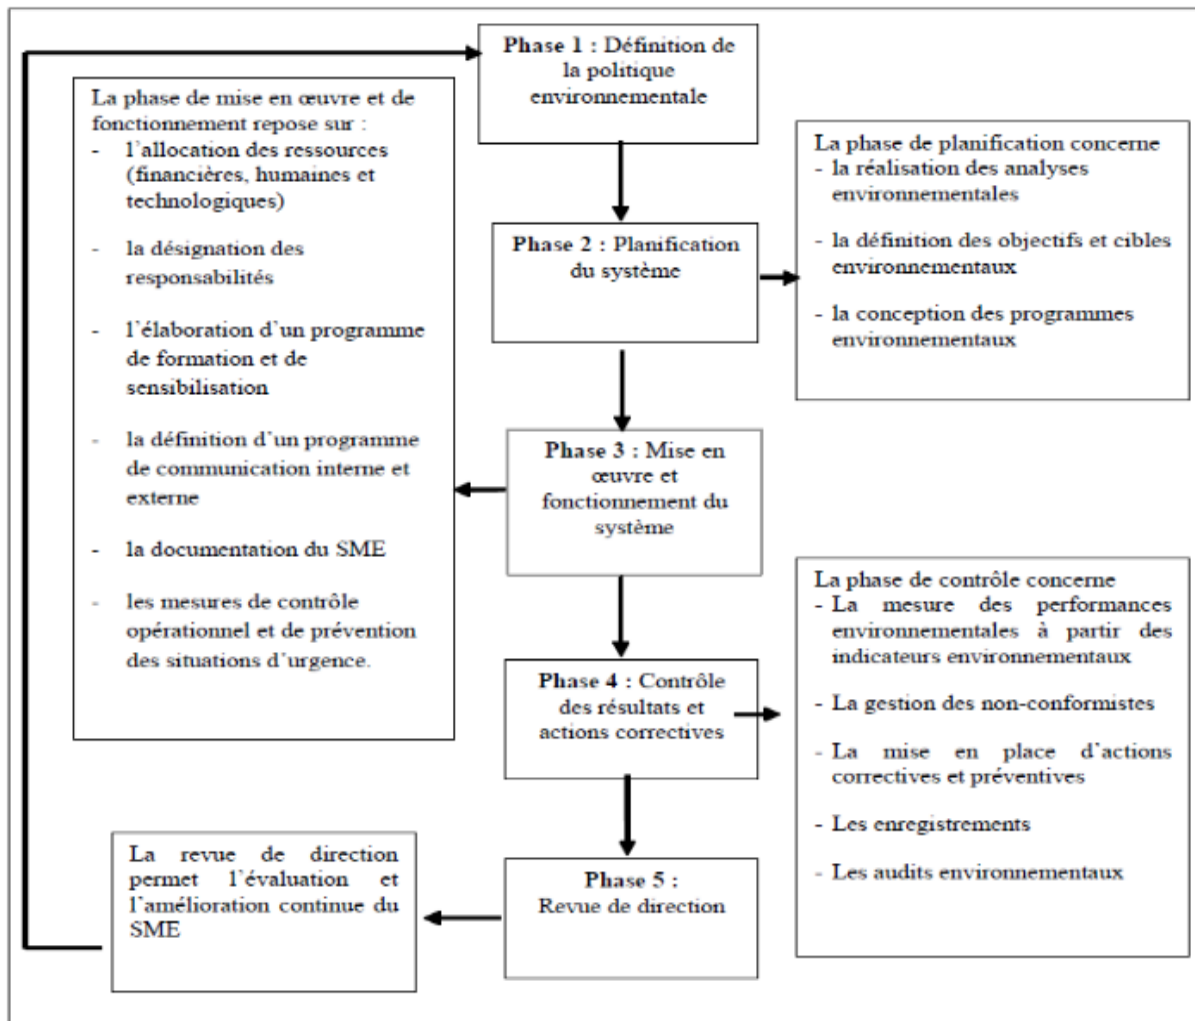 Phase 1 : Définition de
la politique
environnementale
La phase de mise en œuvre et de
fonctionnement repose sur :
- l'allocation des ressources
(financières, humaines et
technologiques)
- la désignation des
responsabilités
- l'élaboration d'un programme
de formation et de
sensibilisation
- la définition d'un programme
de communication interne et
externe
- la documentation du SME
- les mesures de contrôle
opérationnel et de prévention
des situations d'urgence.
Phase 2 : Planification
du système
La phase de planification concerne
- la réalisation des analyses
environnementales
- la définition des objectifs et cibles
environnementaux
- la conception des programmes
environnementaux
Phase 3 : Mise en
œuvre et
fonctionnement du
système
Phase 4 : Contrôle
des résultats et
actions correctives
La phase de contrôle concerne
- La mesure des performances
environnementales à partir des
indicateurs environnementaux
- La gestion des non-conformistes
- La mise en place d'actions
correctives et préventives
- Les enregistrements
- Les audits environnementaux
Phase 5 :
Revue de direction
La revue de direction
permet l'évaluation et
l'amélioration continue du
SME